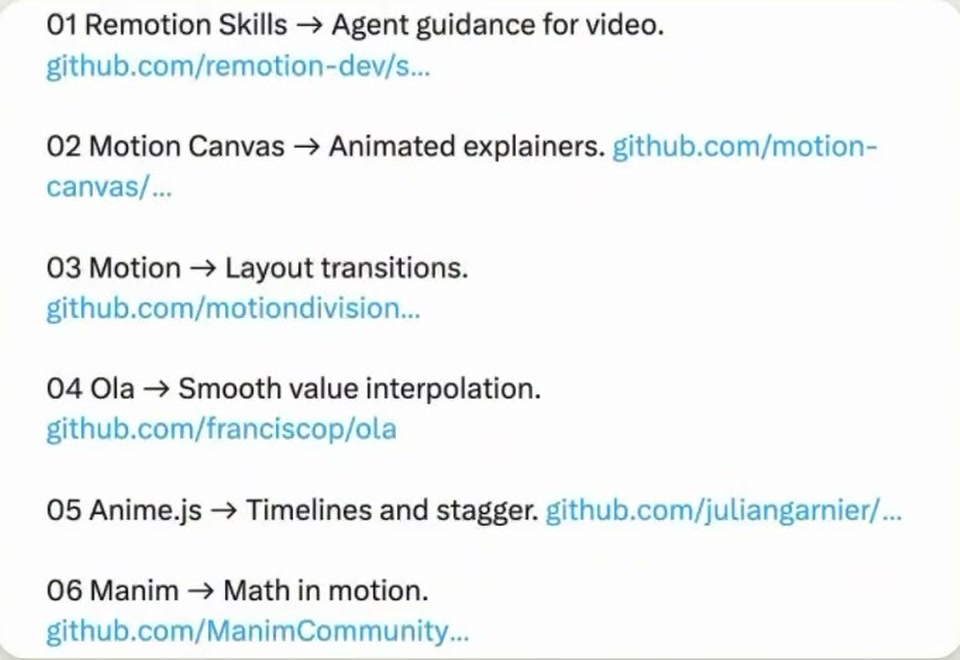 01 Remotion Skills → Agent guidance for video.
github.com/remotion-dev/s...
02 Motion Canvas → Animated explainers. github.com/motion-
canvas/...
03 Motion → Layout transitions.
github.com/motiondivision...
04 Ola → Smooth value interpolation.
github.com/franciscop/ola
05 Anime.js → Timelines and stagger. github.com/juliangarnier/...
06 Manim → Math in motion.
github.com/ManimCommunity...